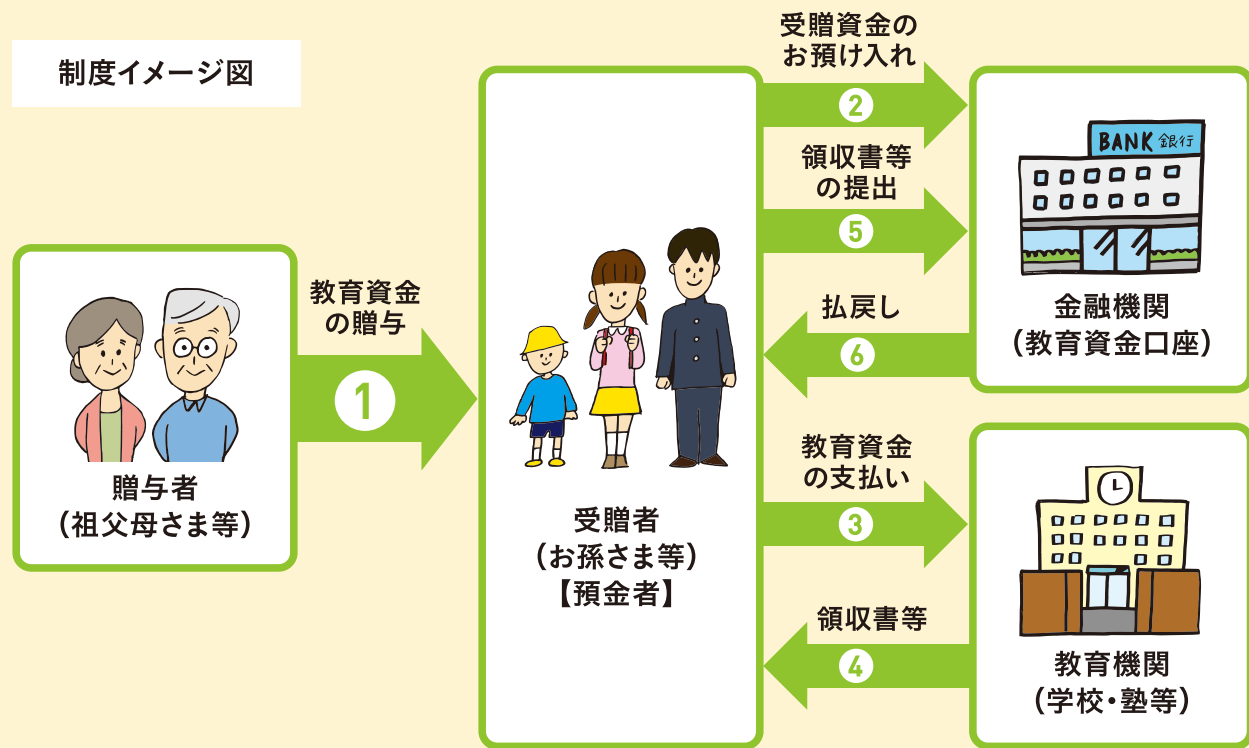 制度イメージ図
贈与者
（祖父母さま等）
教育資金
の贈与
1
受贈者
（お孫さま等）
【預金者】
受贈資金の
お預け入れ
2
領収書等
の提出
5
払戻し
6
BANK 銀行
金融機関
（教育資金口座）
教育資金
の支払い
3
領収書等
4
教育機関
（学校・塾等）